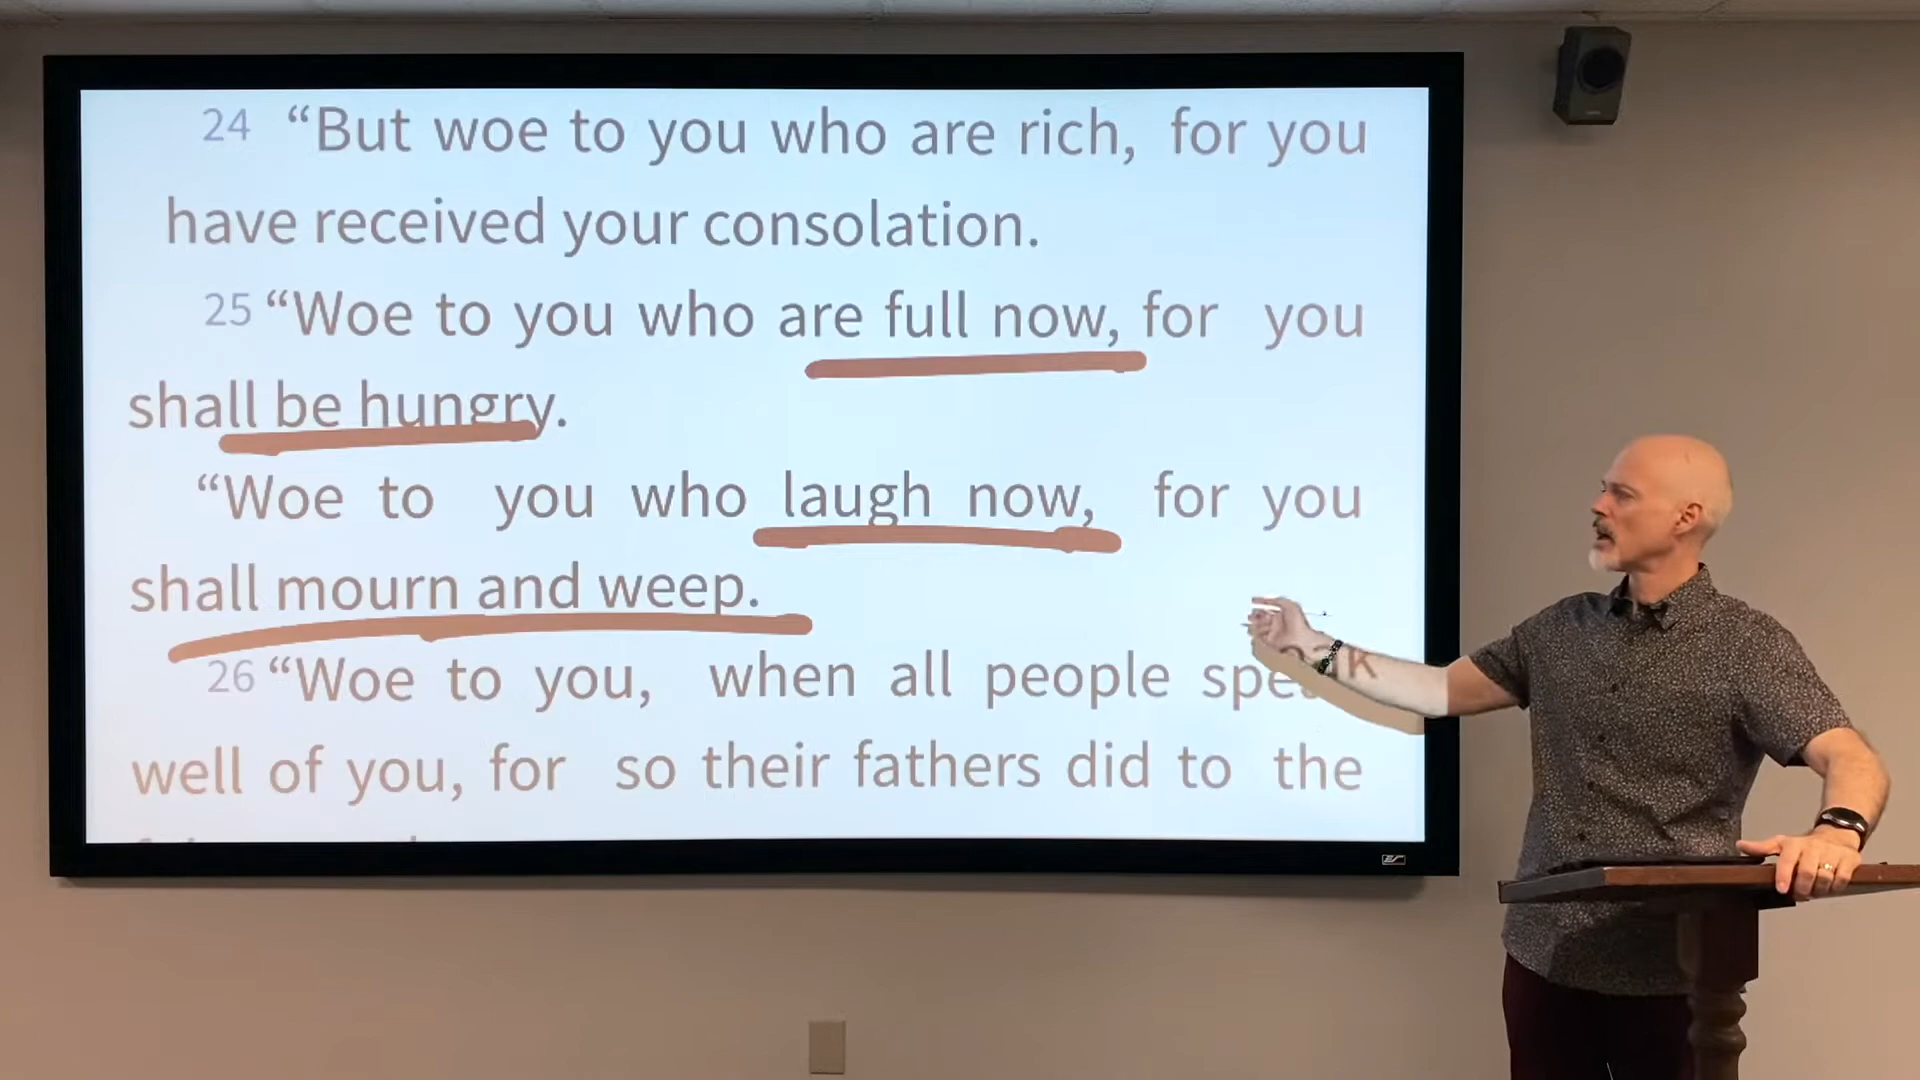 24 “But woe to you who are rich, for you
have received your consolation.
25 “Woe to you who are full now, for you
shall be hungry.
“Woe to you who laugh now, for you
shall mourn and weep.
26 “Woe to you, when all people speak
well of you, for so their fathers did to the